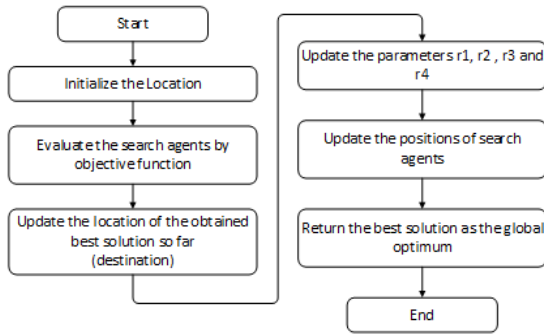 Start
Initialize the Location
Evaluate the search agents by
objective function
Update the location of the obtained
best solution so far
(destination)
Update the parameters r1, r2 , r3 and
r4
Update the positions of search
agents
Return the best solution as the global
optimum
End